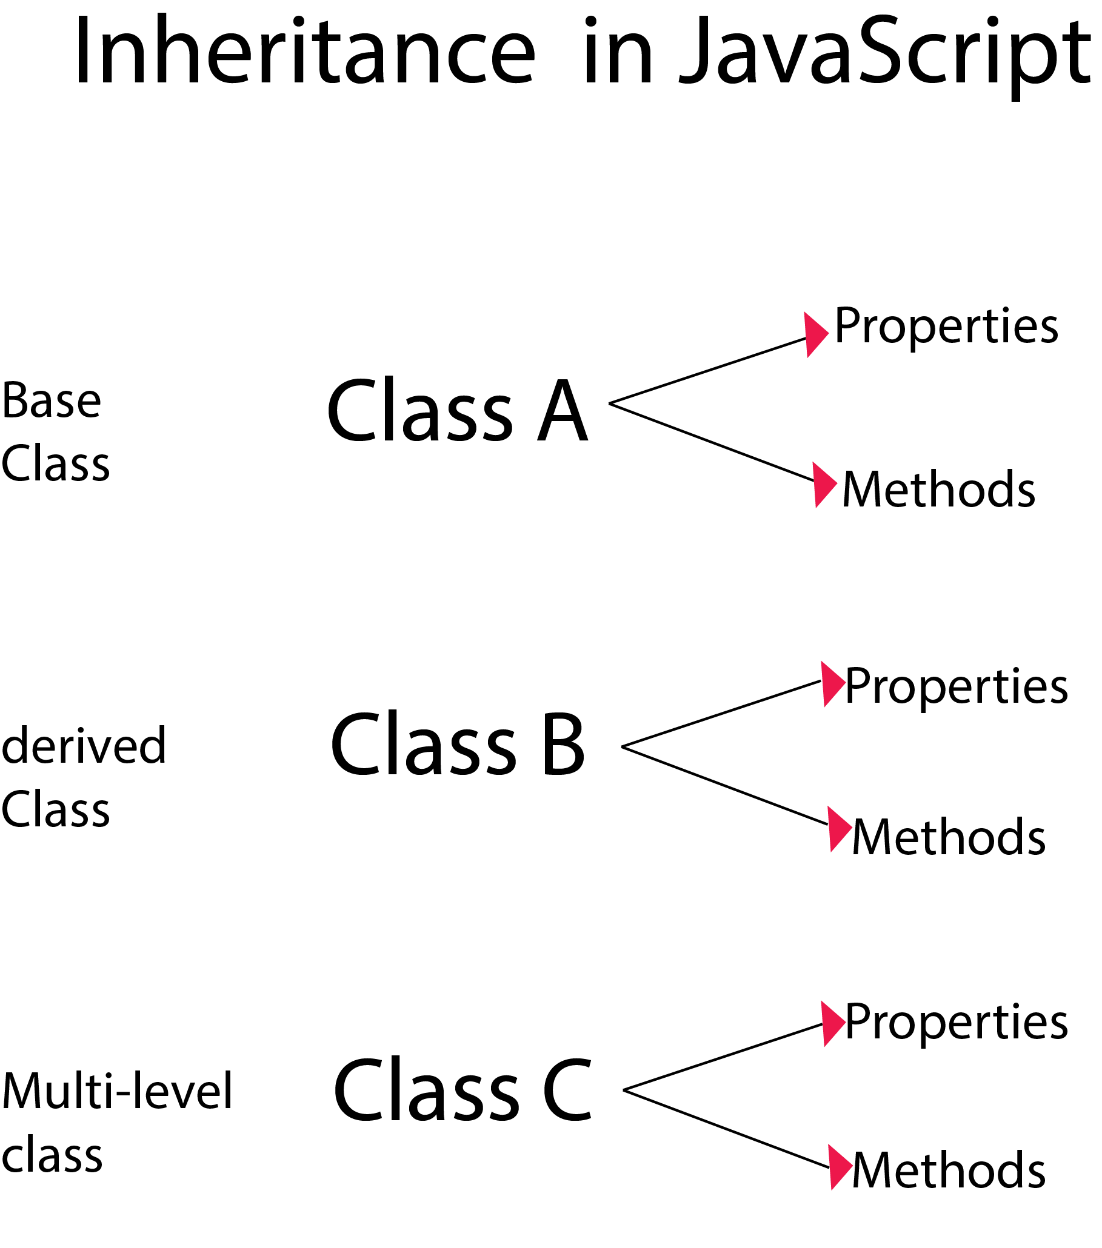 Inheritance in JavaScript
Properties
Base
Class
Class A
Methods
Properties
derived
Class
Class B
Methods
Properties
Multi-level
class
Class C
Methods